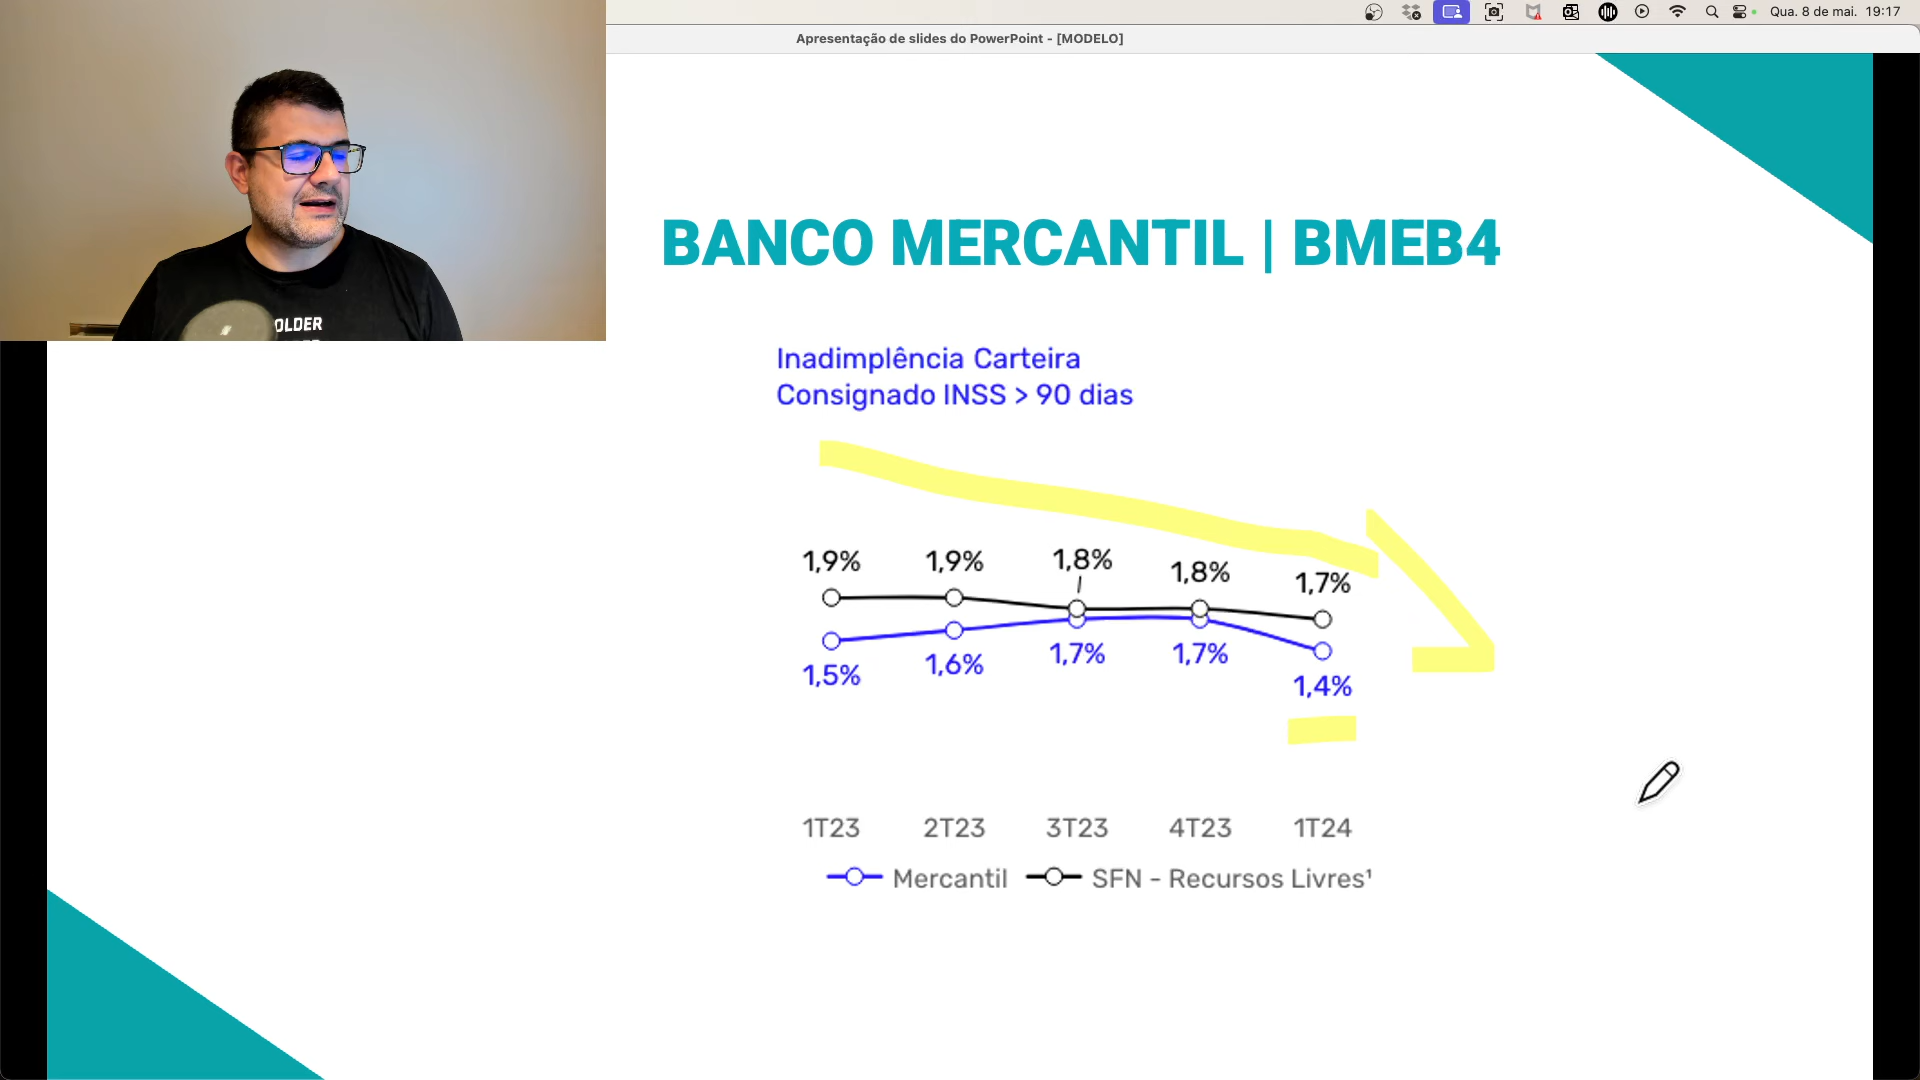 Qua. 8 de mai. 19:17
Apresentação de slides do PowerPoint - [MODELO]
OLDER
BANCO MERCANTIL | BMEB4
Inadimplência Carteira
Consignado INSS > 90 dias
1,9% 1,9% 1,8% 1,8% 1,7%
1,5% 1,6% 1,7% 1,7% 1,4%
1T23 2T23 3T23 4T23 1T24
Mercantil SFN - Recursos Livres¹